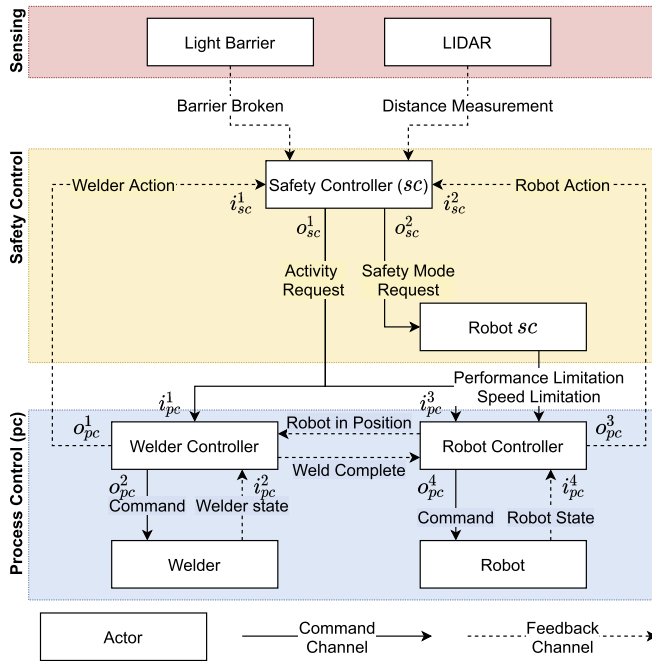 Sensing
Light Barrier
LIDAR
Barrier Broken
Distance Measurement
Safety Control
Welder Action
Safety Controller (sc)
Robot Action
i¹sc
i²sc
o¹sc
o²sc
Activity
Request
Safety Mode
Request
Robot sc
Performance Limitation
Speed Limitation
i¹pc
i³pc
Process Control (pc)
o¹pc
o³pc
Welder Controller
Robot in Position
Robot Controller
Weld Complete
o²pc
i²pc
o⁴pc
i⁴pc
Command
Welder state
Command
Robot State
Welder
Robot
Actor
Command
Channel
Feedback
Channel